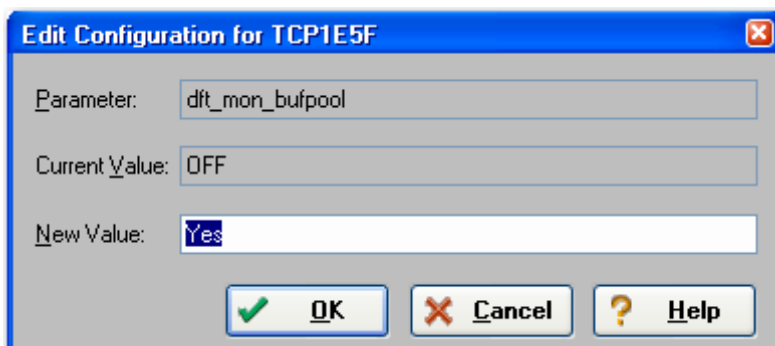 Edit Configuration for TCP1E5F
Parameter: dft_mon_bufpool
Current Value: OFF
New Value: Yes
OK Cancel Help